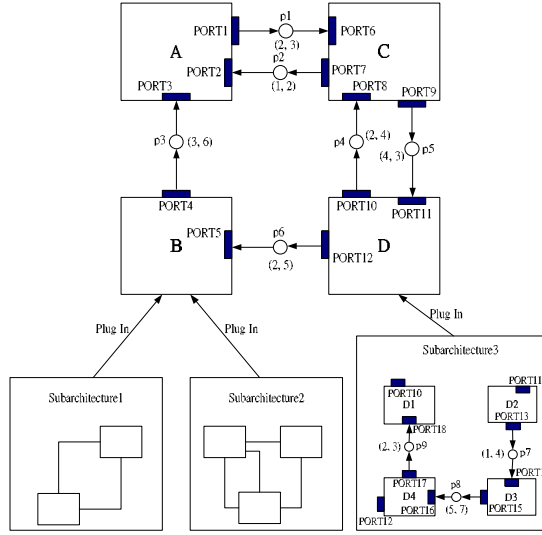 p1
A
PORT1
PORT6
C
(2, 3)
p2
PORT2
PORT7
(1, 2)
PORT3
PORT8
PORT9
p3
(3, 6)
p4
(2, 4)
(4, 3)
p5
PORT4
PORT10
PORT11
B
PORT5
p6
D
PORT12
(2, 5)
Plug In
Plug In
Plug In
Subarchitecture1
Subarchitecture2
Subarchitecture3
PORT10
D1
PORT11
D2
PORT18
PORT13
(2, 3)
p9
(1, 4)
p7
PORT17
D4
PORT16
PORT12
p8
(5, 7)
D3
PORT15